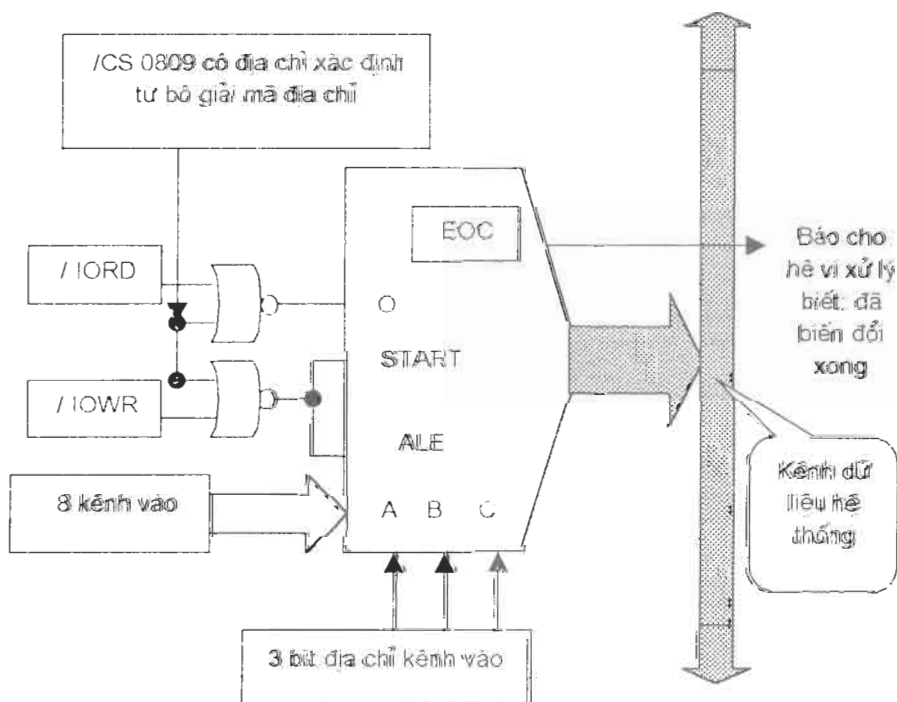 /CS 0809 có địa chỉ xác định
từ bộ giải mã địa chỉ
EOC
Báo cho
hệ vi xử lý
biết: đã
biến đổi
xong
/ IORD
O
START
/ IOWR
ALE
Kênh dữ
liệu hệ
thống
8 kênh vào
A B C
3 bit địa chỉ kênh vào